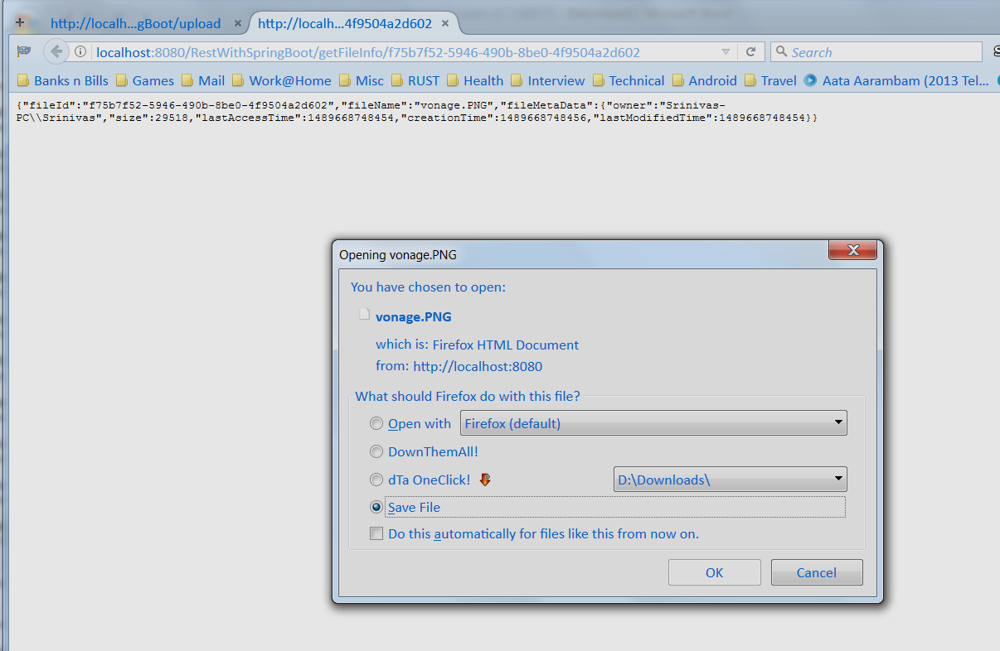 + http://localh...gBoot/upload × http://localh...4f9504a2d602 ×
localhost:8080/RestWithSpringBoot/getFileInfo/f75b7f52-5946-490b-8be0-4f9504a2d602 Search
Banks n Bills Games Mail Work@Home Misc RUST Health Interview Technical Android Travel Aata Aarambam (2013 Tel...
{"fileId":"f75b7f52-5946-490b-8be0-4f9504a2d602","fileName":"vonage.PNG","fileMetaData":{"owner":"Srinivas-
PC\\Srinivas","size":29518,"lastAccessTime":1489668748454,"creationTime":1489668748456,"lastModifiedTime":1489668748454}}
Opening vonage.PNG
You have chosen to open:
vonage.PNG
which is: Firefox HTML Document
from: http://localhost:8080
What should Firefox do with this file?
Open with Firefox (default)
DownThemAll!
dTa OneClick! D:\Downloads\
Save File
Do this automatically for files like this from now on.
OK Cancel